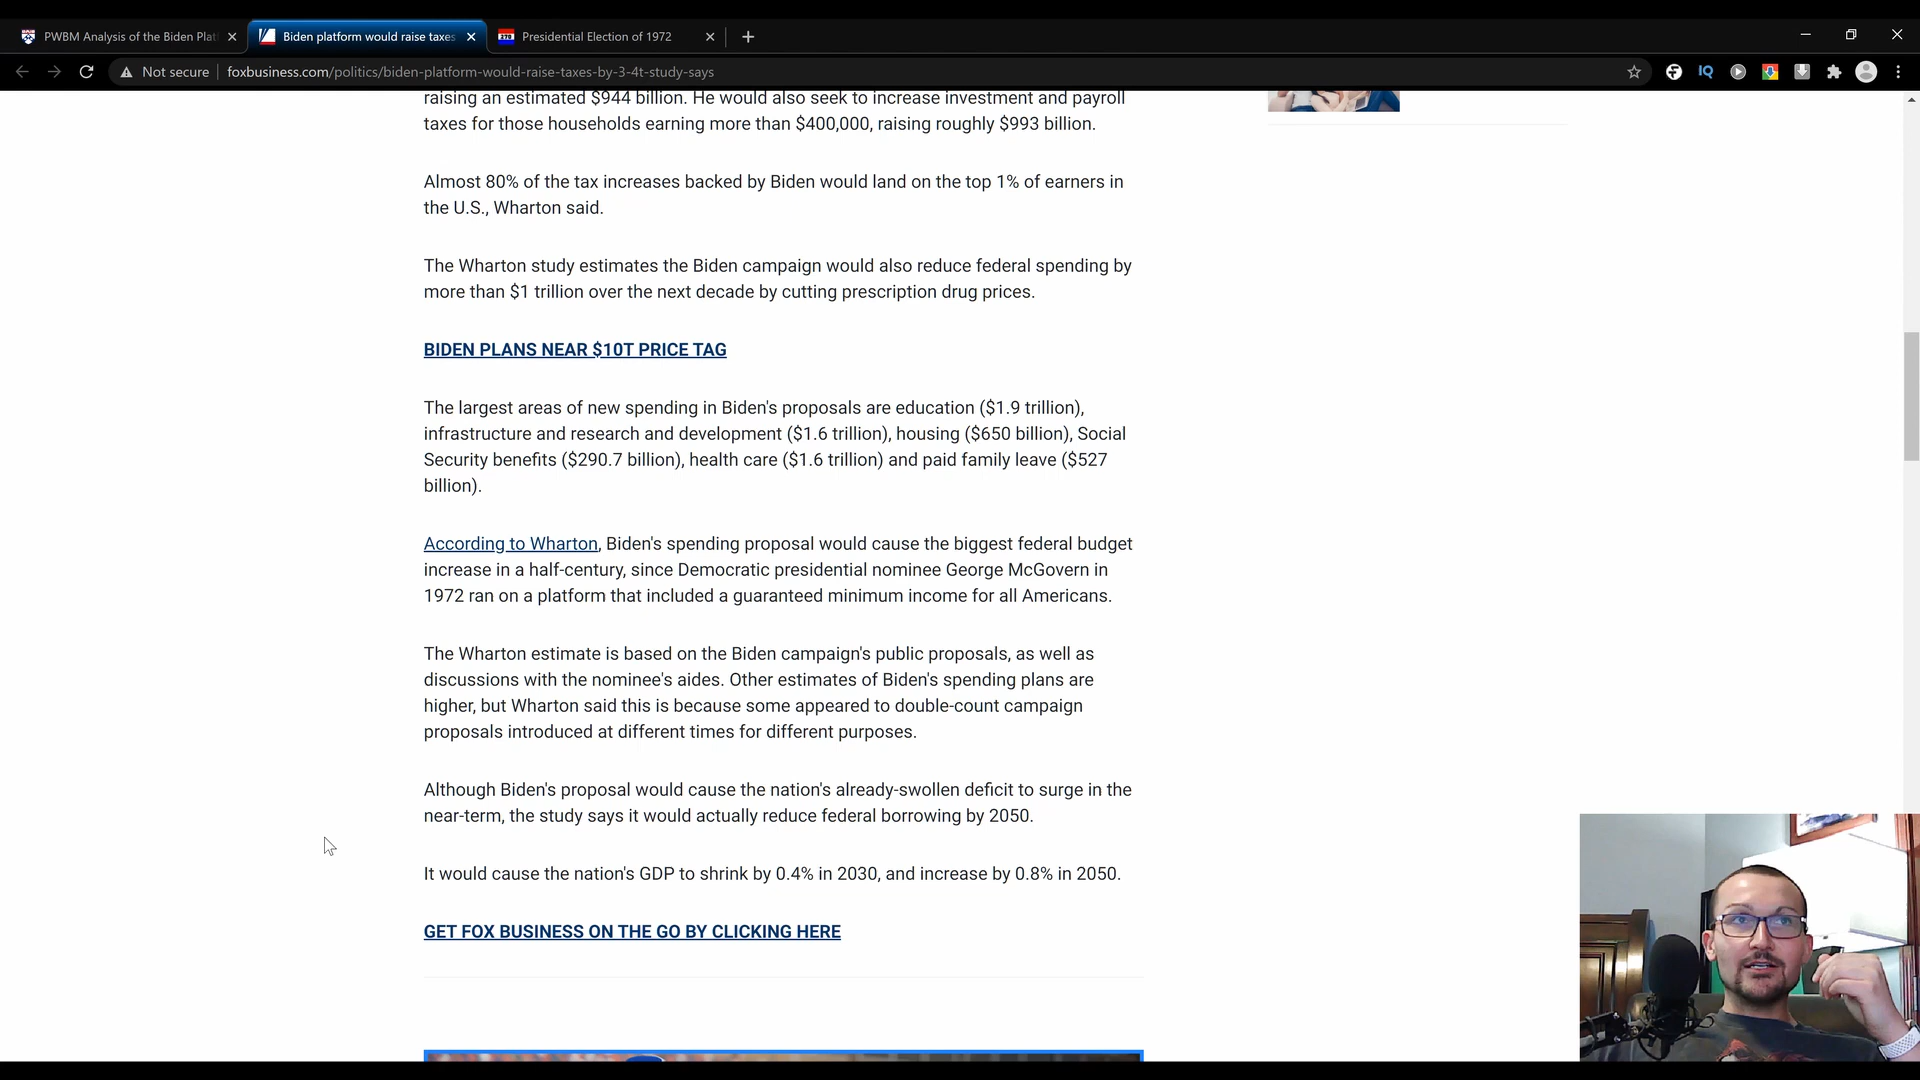 PWBM Analysis of the Biden Plat
Biden platform would raise taxes
Presidential Election of 1972
Not secure
foxbusiness.com/politics/biden-platform-would-raise-taxes-by-3-4t-study-says
IQ
raising an estimated $944 billion. He would also seek to increase investment and payroll
taxes for those households earning more than $400,000, raising roughly $993 billion.
Almost 80% of the tax increases backed by Biden would land on the top 1% of earners in
the U.S., Wharton said.
The Wharton study estimates the Biden campaign would also reduce federal spending by
more than $1 trillion over the next decade by cutting prescription drug prices.
BIDEN PLANS NEAR $10T PRICE TAG
The largest areas of new spending in Biden's proposals are education ($1.9 trillion),
infrastructure and research and development ($1.6 trillion), housing ($650 billion), Social
Security benefits ($290.7 billion), health care ($1.6 trillion) and paid family leave ($527
billion).
According to Wharton, Biden's spending proposal would cause the biggest federal budget
increase in a half-century, since Democratic presidential nominee George McGovern in
1972 ran on a platform that included a guaranteed minimum income for all Americans.
The Wharton estimate is based on the Biden campaign's public proposals, as well as
discussions with the nominee's aides. Other estimates of Biden's spending plans are
higher, but Wharton said this is because some appeared to double-count campaign
proposals introduced at different times for different purposes.
Although Biden's proposal would cause the nation's already-swollen deficit to surge in the
near-term, the study says it would actually reduce federal borrowing by 2050.
It would cause the nation's GDP to shrink by 0.4% in 2030, and increase by 0.8% in 2050.
GET FOX BUSINESS ON THE GO BY CLICKING HERE